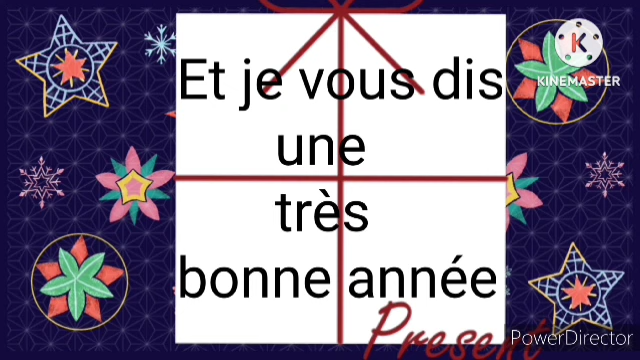 Et je vous dis
une
très
bonne année
Present
KINEMASTER
PowerDirector